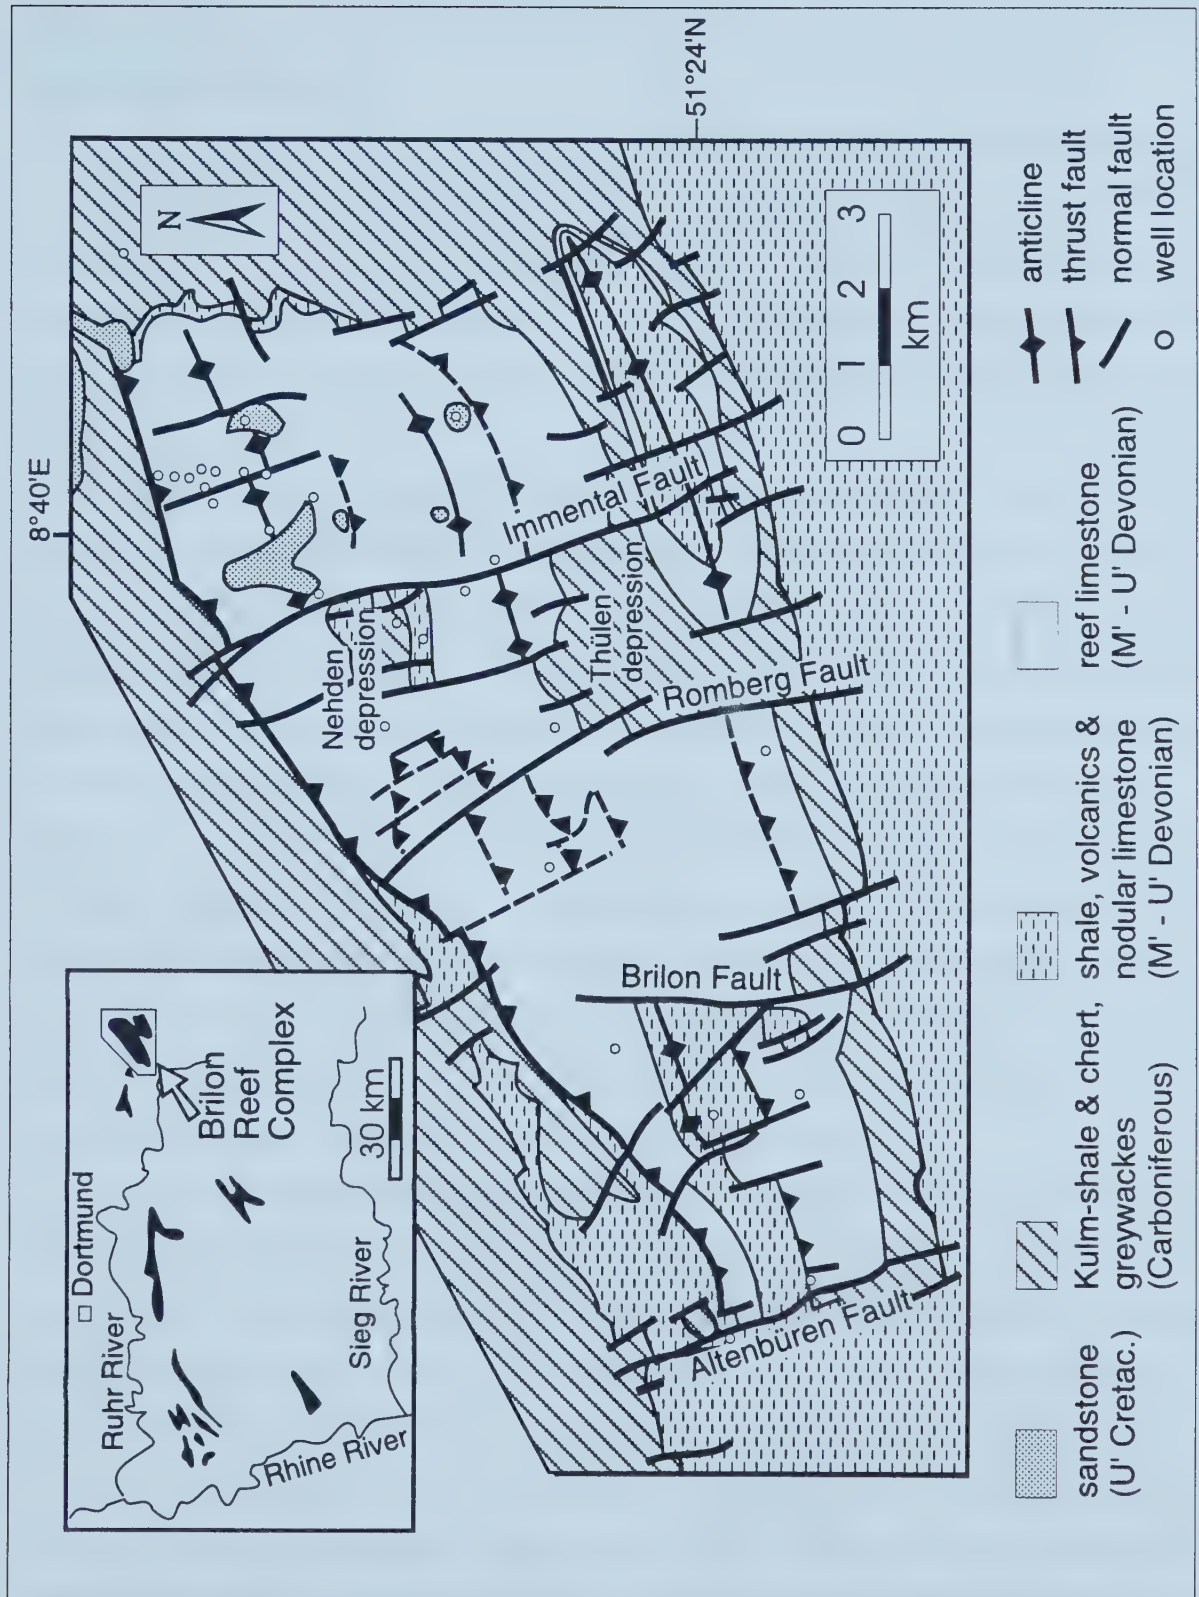 □ Dortmund
Ruhr River
Brilon
Reef
Complex
Sieg River
30 km
Rhine River
8°40'E
N
51°24'N
Nehden
depression
Immental Fault
Thülen
depression
Romberg Fault
Brilon Fault
Altenbüren Fault
0 1 2 3
km
sandstone
(U' Cretac.)
Kulm-shale & chert,
greywackes
(Carboniferous)
shale, volcanics &
nodular limestone
(M' - U' Devonian)
reef limestone
(M' - U' Devonian)
anticline
thrust fault
normal fault
well location